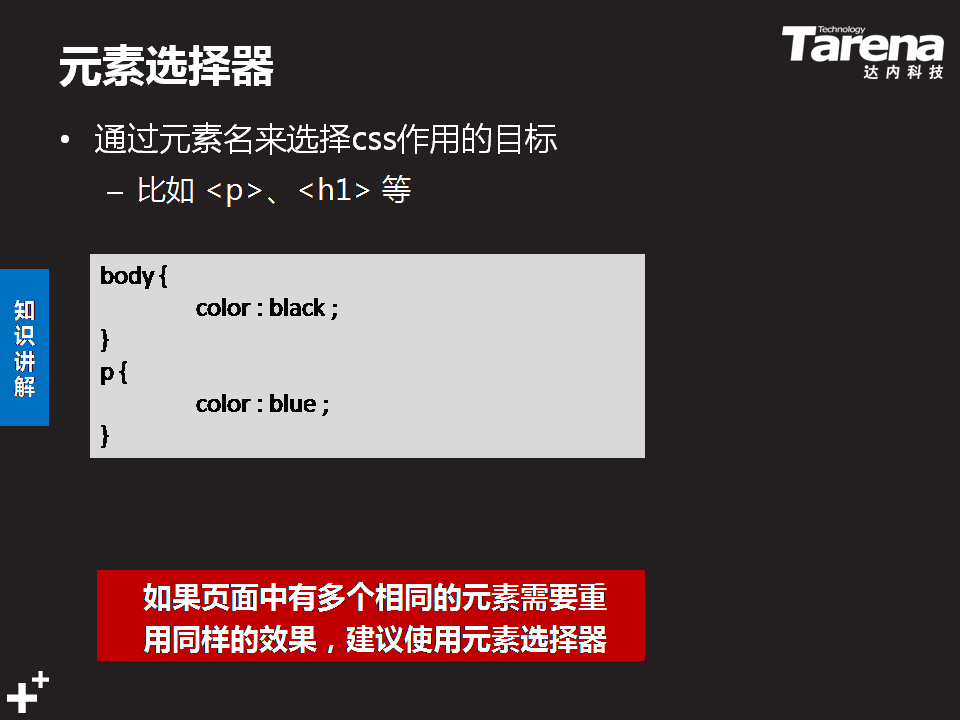 元素选择器
Technology
Tarena
达内科技
• 通过元素名来选择css作用的目标
– 比如 <p>、<h1> 等
知识讲解
body {
color : black ;
}
p {
color : blue ;
}
如果页面中有多个相同的元素需要重
用同样的效果，建议使用元素选择器